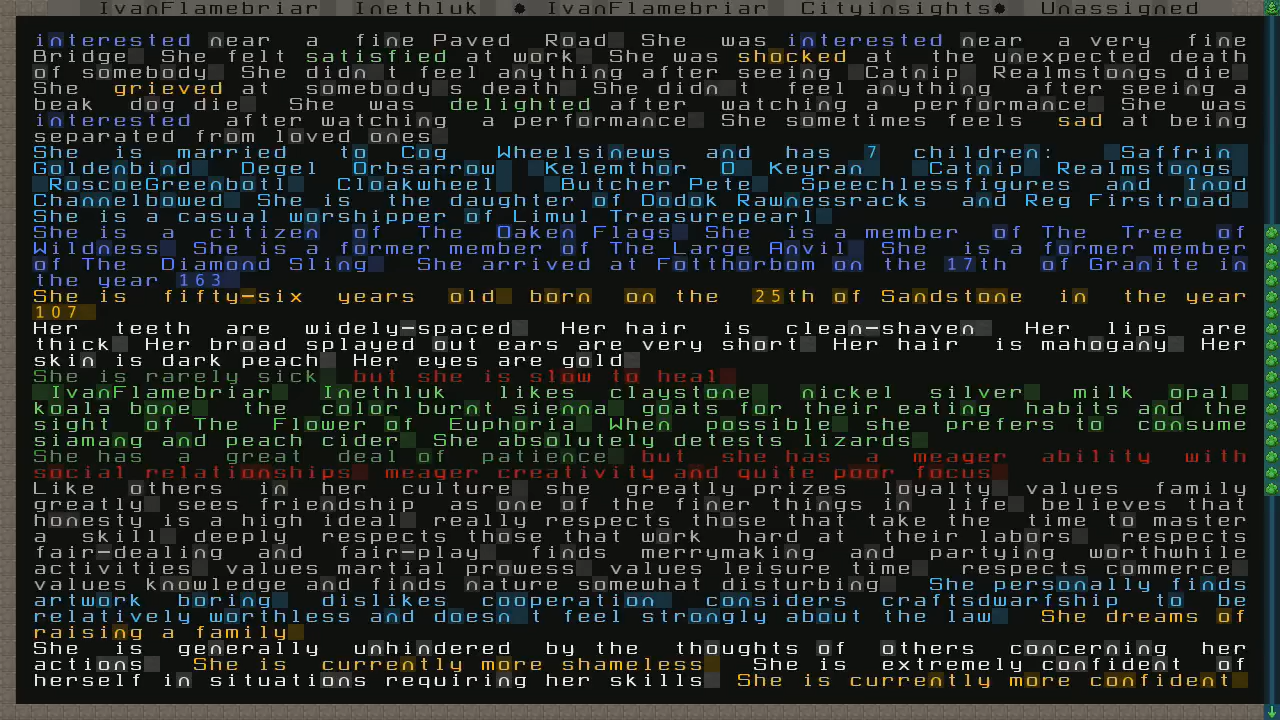 IvanFlamebriar Inethluk IvanFlamebriar Cityinsights Unassigned
interested near a fine Paved Road She was interested near a very fine
Bridge She felt satisfied at work She was shocked at the unexpected death
of somebody She didn t feel anything after seeing Catnip Realmstongs die
She grieved at somebody s death She didn t feel anything after seeing a
beak dog die She was delighted after watching a performance She was
interested after watching a performance She sometimes feels sad at being
separated from loved ones
She is married to Cog Wheelsinews and has 7 children: Saffrin
Goldenbind Degel Orbsarrow Kelemthor O Keyran Catnip Realmstongs
RoscoeGreenbotl Cloakwheel Butcher Pete Speechlessfigures and Inod
Channelbowed She is the daughter of Dodok Rawnessracks and Reg Firstroad
She is a casual worshipper of Limul Treasurepearl
She is a citizen of The Oaken Flags She is a member of The Tree of
Wildness She is a former member of The Large Anvil She is a former member
of The Diamond Sling She arrived at Fotthorbom on the 17th of Granite in
the year 163
She is fifty-six years old born on the 25th of Sandstone in the year
107
Her teeth are widely-spaced Her hair is clean-shaven Her lips are
thick Her broad splayed out ears are very short Her hair is mahogany Her
skin is dark peach Her eyes are gold
She is rarely sick but she is slow to heal
IvanFlamebriar Inethluk likes claystone nickel silver milk opal
koala bone the color burnt sienna goats for their eating habits and the
sight of The Flower of Euphoria When possible she prefers to consume
siamang and peach cider She absolutely detests lizards
She has a great deal of patience but she has a meager ability with
social relationships meager creativity and quite poor focus
Like others in her culture she greatly prizes loyalty values family
greatly sees friendship as one of the finer things in life believes that
honesty is a high ideal really respects those that take the time to master
a skill deeply respects those that work hard at their labors respects
fair-dealing and fair-play finds merrymaking and partying worthwhile
activities values martial prowess values leisure time respects commerce
values knowledge and finds nature somewhat disturbing She personally finds
artwork boring dislikes cooperation considers craftsdwarfship to be
relatively worthless and doesn t feel strongly about the law She dreams of
raising a family
She is generally unhindered by the thoughts of others concerning her
actions She is currently more shameless She is extremely confident of
herself in situations requiring her skills She is currently more confident